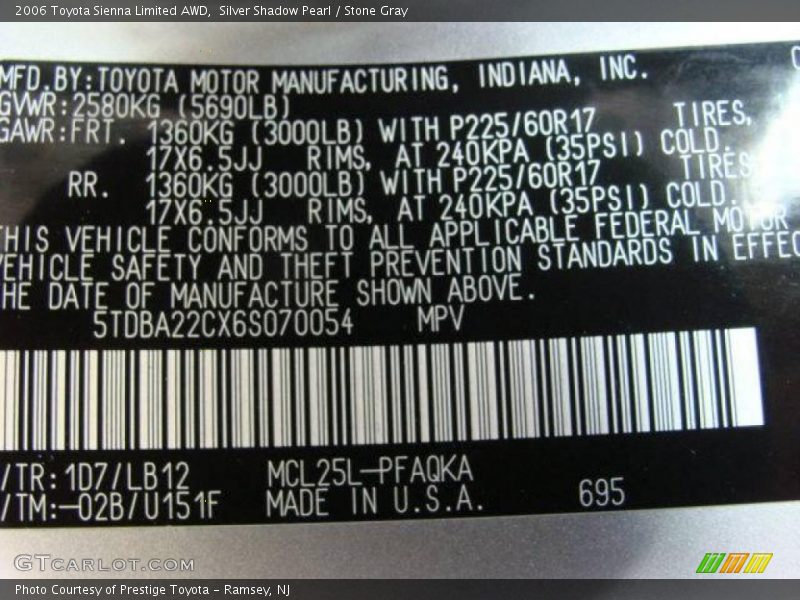 2006 Toyota Sienna Limited AWD,  Silver Shadow Pearl / Stone Gray
MFD.BY:TOYOTA MOTOR MANUFACTURING, INDIANA, INC.
GVWR:2580KG (5690LB)
GAWR:FRT. 1360KG (3000LB) WITH P225/60R17 TIRES,
17X6.5JJ RIMS, AT 240KPA (35PSI) COLD.
RR. 1360KG (3000LB) WITH P225/60R17 TIRES
17X6.5JJ RIMS, AT 240KPA (35PSI) COLD.
THIS VEHICLE CONFORMS TO ALL APPLICABLE FEDERAL MOTOR
VEHICLE SAFETY AND THEFT PREVENTION STANDARDS IN EFFEC
THE DATE OF MANUFACTURE SHOWN ABOVE.
5TDBA22CX6S070054 MPV
/TR:1D7/LB12 MCL25L-PFAQKA
/TM:-02B/U151F MADE IN U.S.A. 695
GTCARLOT.COM
Photo Courtesy of Prestige Toyota - Ramsey, NJ